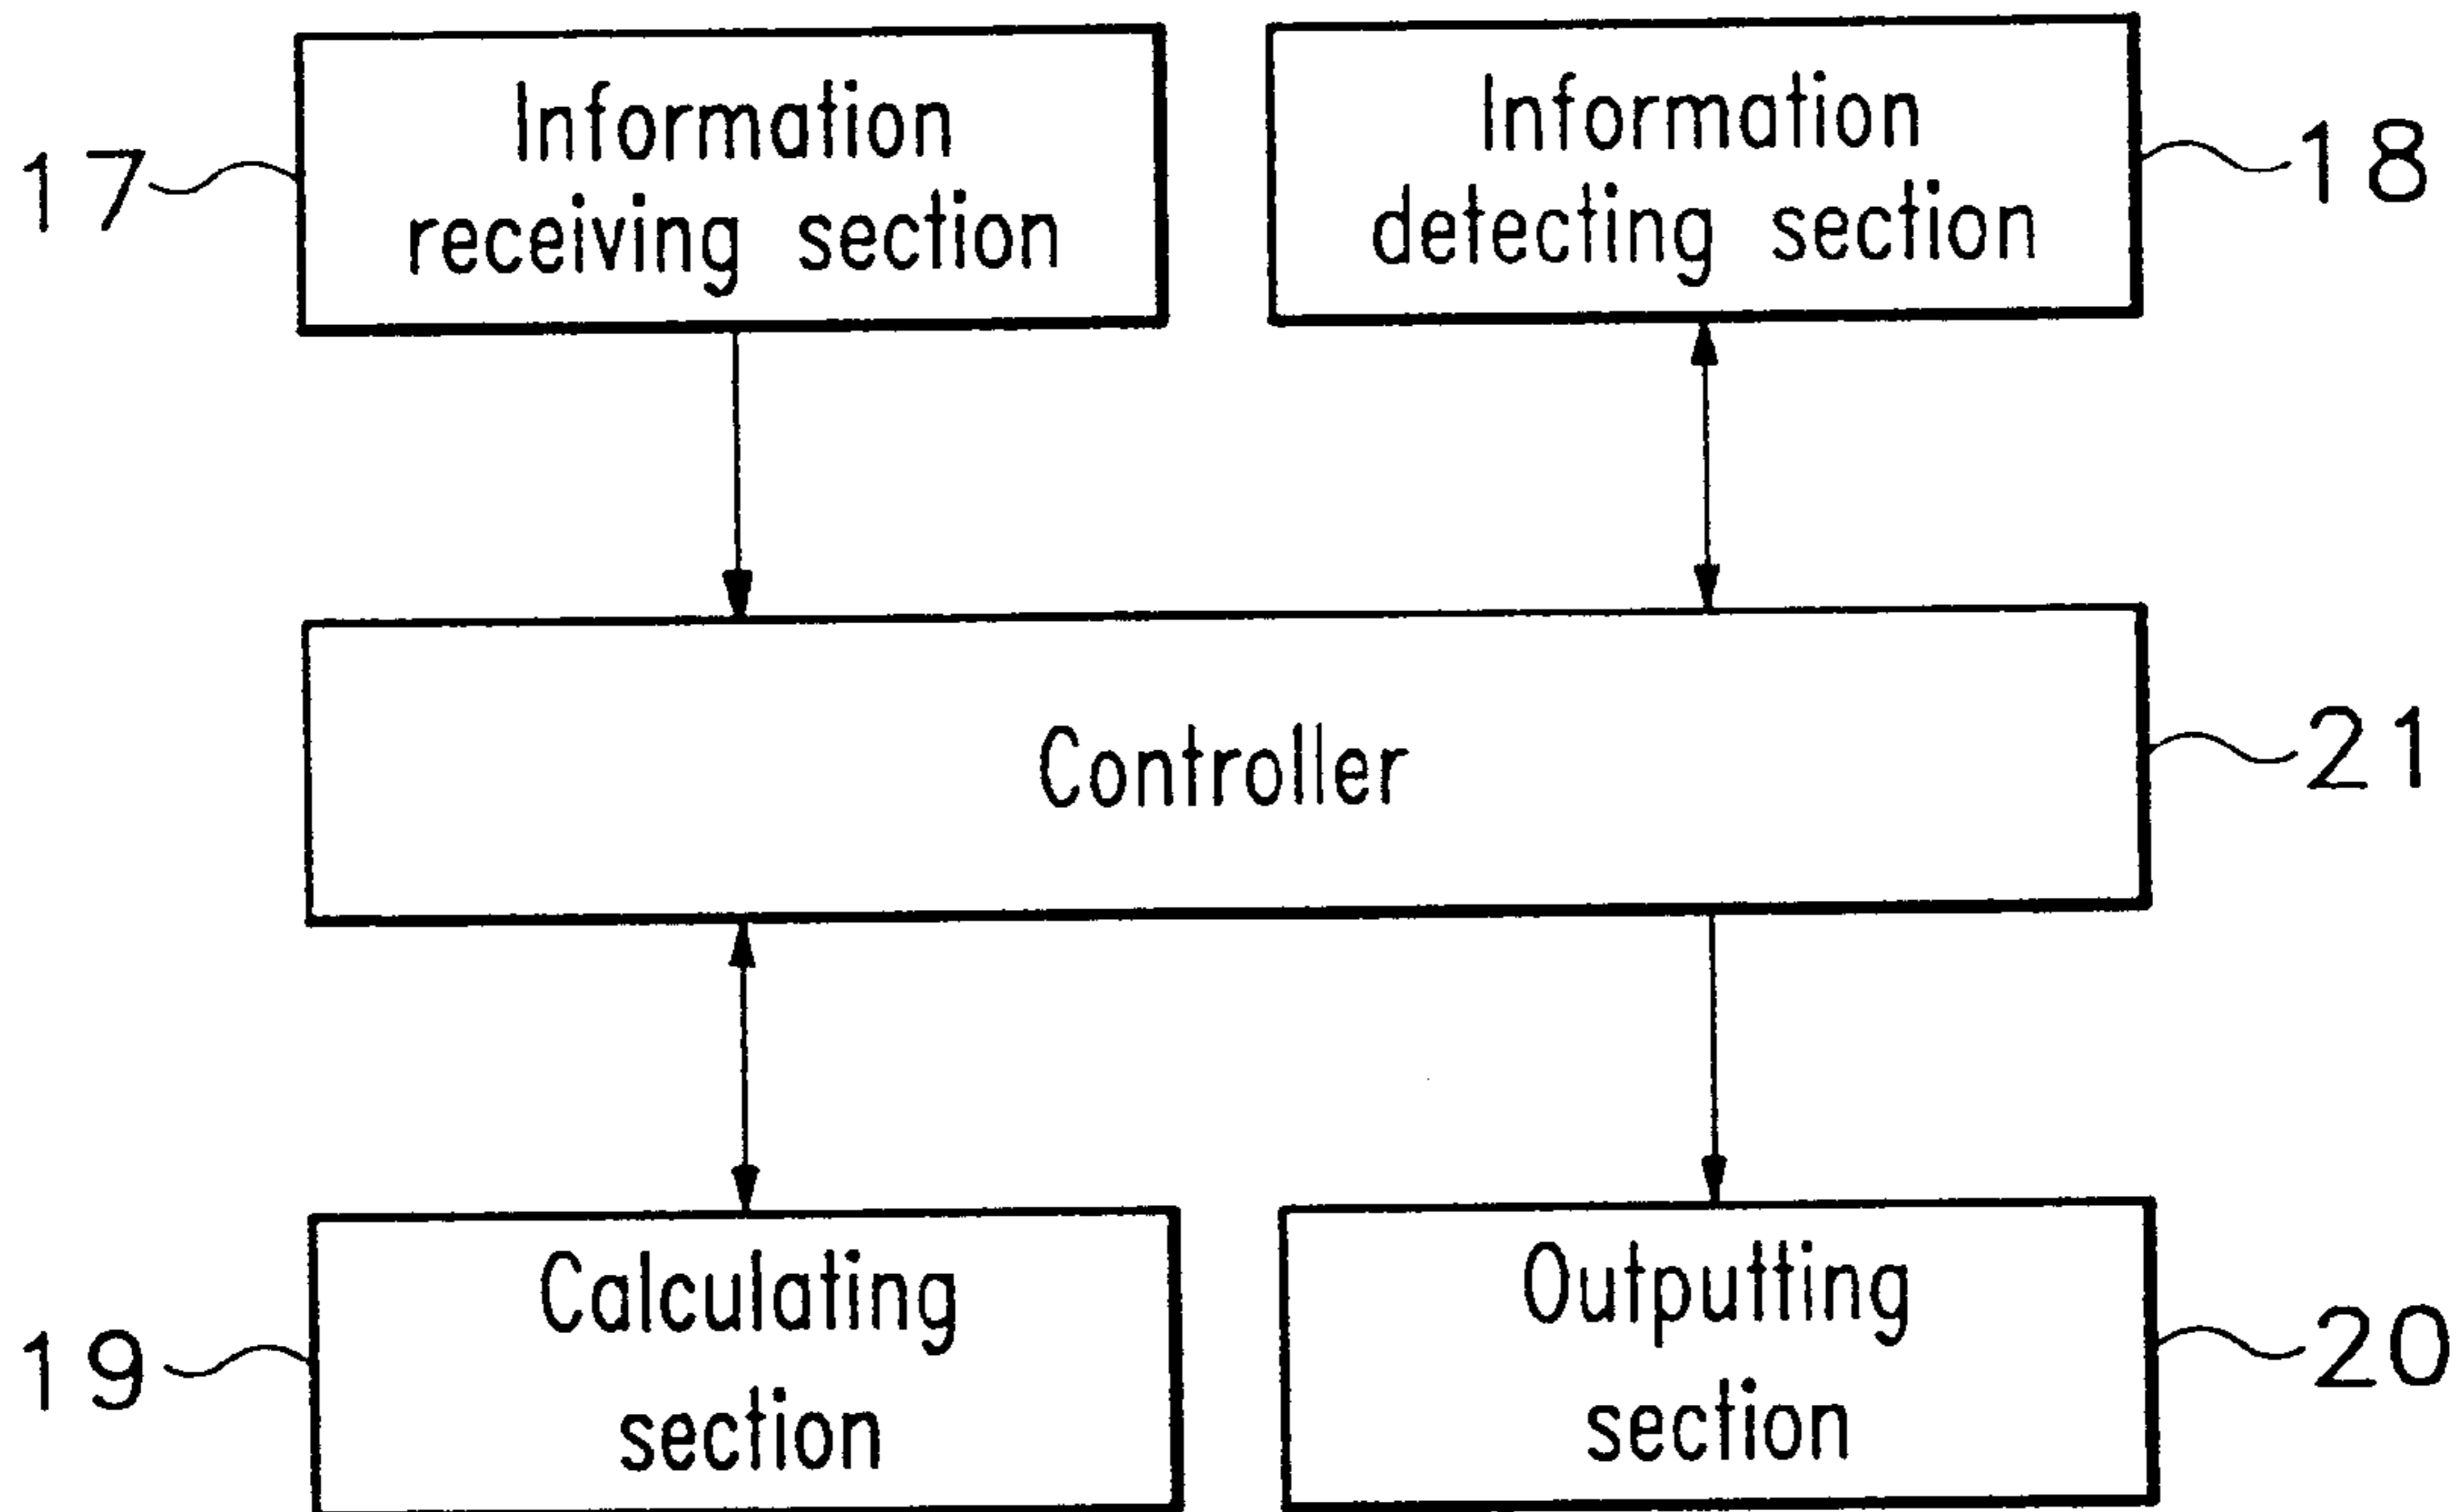 Information
receiving section
17
Information
detecting section
18
Controller
21
Calculating
section
19
Outputting
section
20